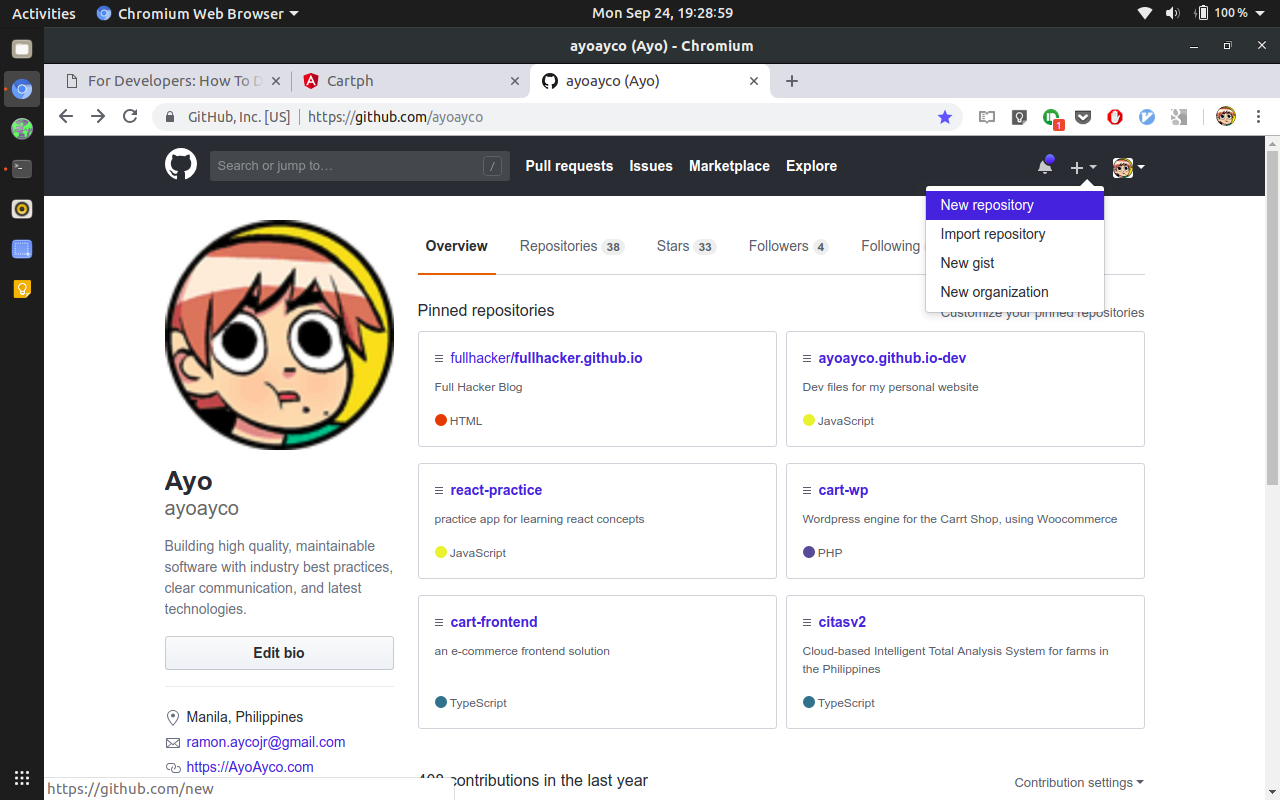 Activities Chromium Web Browser Mon Sep 24, 19:28:59 100 %
ayoayco (Ayo) - Chromium
For Developers: How To D Cartph ayoayco (Ayo)
GitHub, Inc. [US] https://github.com/ayoayco 1
Search or jump to… / Pull requests Issues Marketplace Explore
New repository
Import repository
New gist
New organization
Overview Repositories 38 Stars 33 Followers 4 Following
Pinned repositories Customize your pinned repositories
fullhacker/fullhacker.github.io
Full Hacker Blog
HTML
ayoayco.github.io-dev
Dev files for my personal website
JavaScript
react-practice
practice app for learning react concepts
JavaScript
cart-wp
Wordpress engine for the Carrt Shop, using Woocommerce
PHP
cart-frontend
an e-commerce frontend solution
TypeScript
citasv2
Cloud-based Intelligent Total Analysis System for farms in
the Philippines
TypeScript
Ayo
ayoayco
Building high quality, maintainable
software with industry best practices,
clear communication, and latest
technologies.
Edit bio
Manila, Philippines
ramon.aycojr@gmail.com
https://AyoAyco.com
contributions in the last year Contribution settings
https://github.com/new